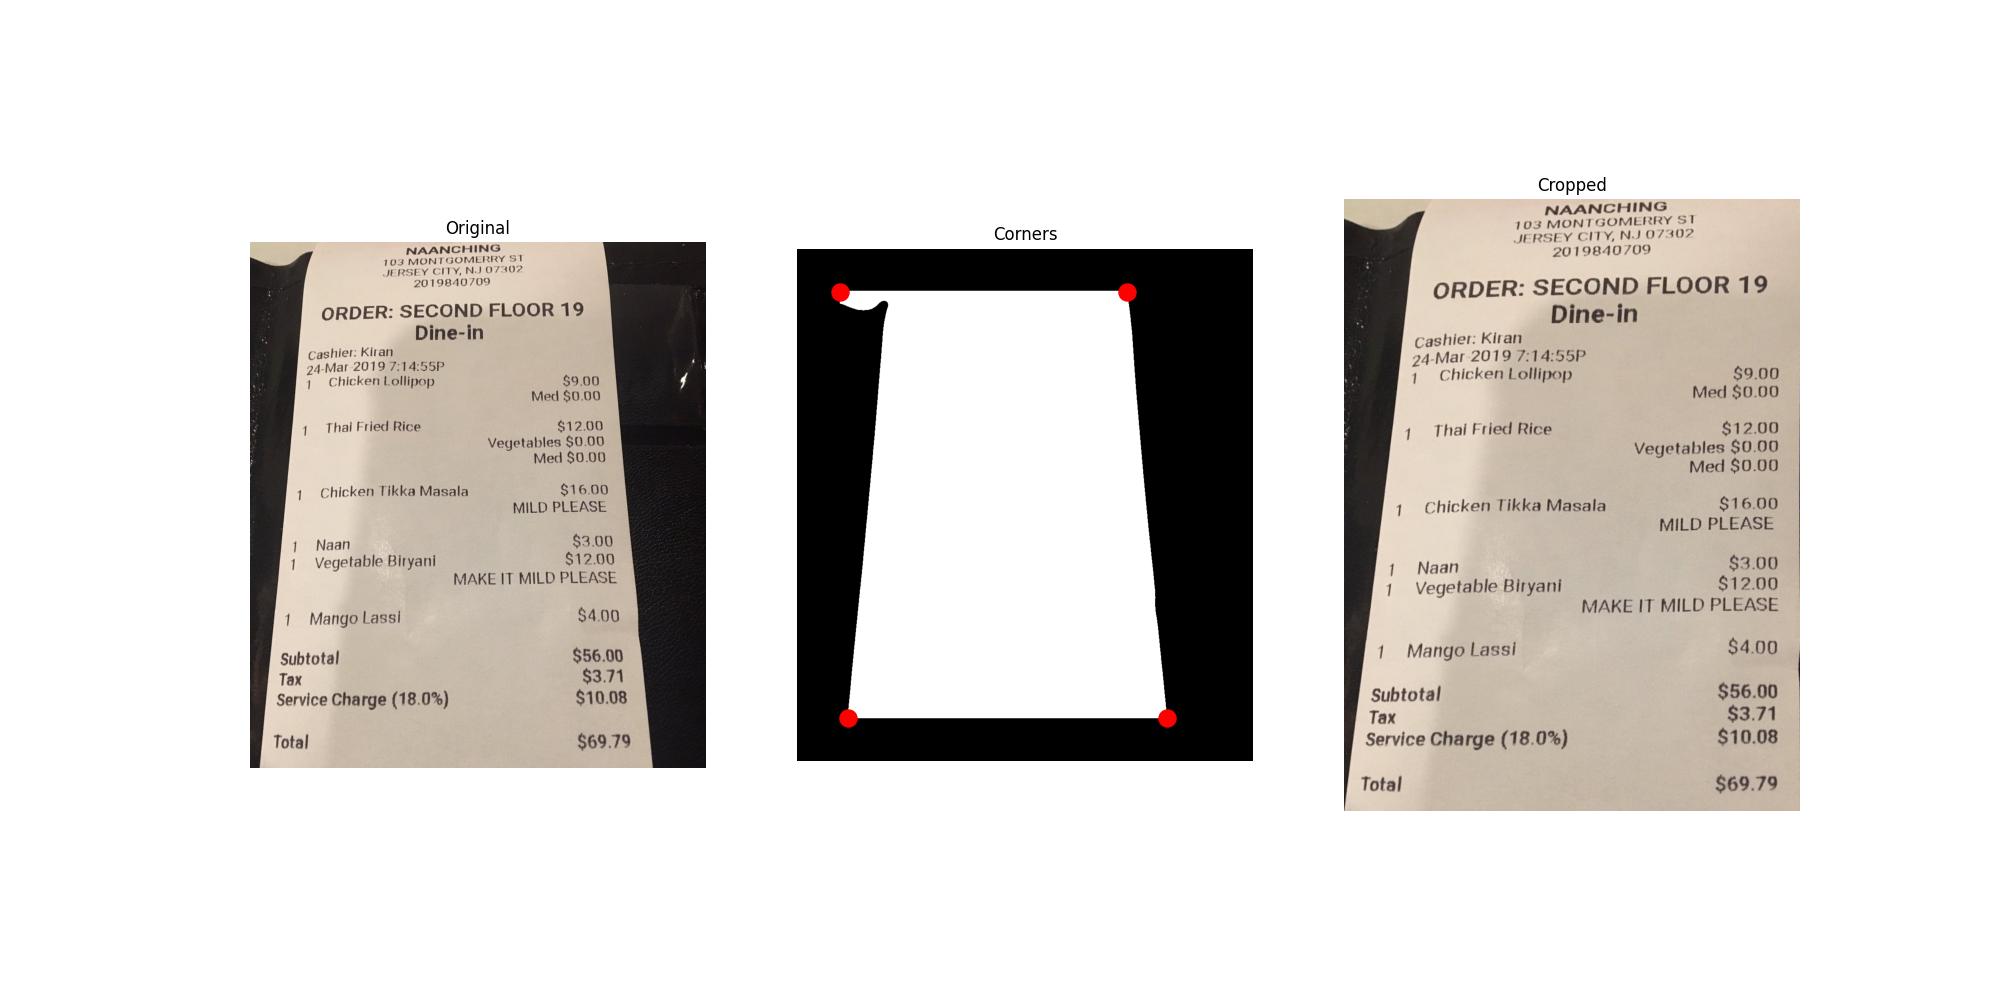 Original
NAANCHING
103 MONTGOMERRY ST
JERSEY CITY, NJ 07302
2019840709
ORDER: SECOND FLOOR 19
Dine-in
Cashier: Kiran
24-Mar-2019 7:14:55P
1 Chicken Lollipop $9.00
Med $0.00
1 Thai Fried Rice $12.00
Vegetables $0.00
Med $0.00
1 Chicken Tikka Masala $16.00
MILD PLEASE
1 Naan $3.00
1 Vegetable Biryani $12.00
MAKE IT MILD PLEASE
1 Mango Lassi $4.00
Subtotal $56.00
Tax $3.71
Service Charge (18.0%) $10.08
Total $69.79
Corners
Cropped
NAANCHING
103 MONTGOMERRY ST
JERSEY CITY, NJ 07302
2019840709
ORDER: SECOND FLOOR 19
Dine-in
Cashier: Kiran
24-Mar-2019 7:14:55P
1 Chicken Lollipop $9.00
Med $0.00
1 Thai Fried Rice $12.00
Vegetables $0.00
Med $0.00
1 Chicken Tikka Masala $16.00
MILD PLEASE
1 Naan $3.00
1 Vegetable Biryani $12.00
MAKE IT MILD PLEASE
1 Mango Lassi $4.00
Subtotal $56.00
Tax $3.71
Service Charge (18.0%) $10.08
Total $69.79